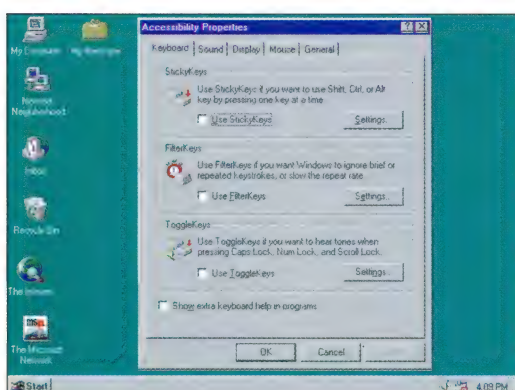 My Computer
My Briefcase
Network
Neighborhood
Inbox
Recycle Bin
The Internet
The Microsoft
Network
Accessibility Properties
Keyboard Sound Display Mouse General
StickyKeys
Use StickyKeys if you want to use Shift, Ctrl, or Alt
key by pressing one key at a time.
Use StickyKeys
Settings...
FilterKeys
Use FilterKeys if you want Windows to ignore brief or
repeated keystrokes, or slow the repeat rate.
Use FilterKeys
Settings...
ToggleKeys
Use ToggleKeys if you want to hear tones when
pressing Caps Lock, Num Lock, and Scroll Lock.
Use ToggleKeys
Settings...
Show extra keyboard help in programs
OK Cancel
Start
4:09 PM